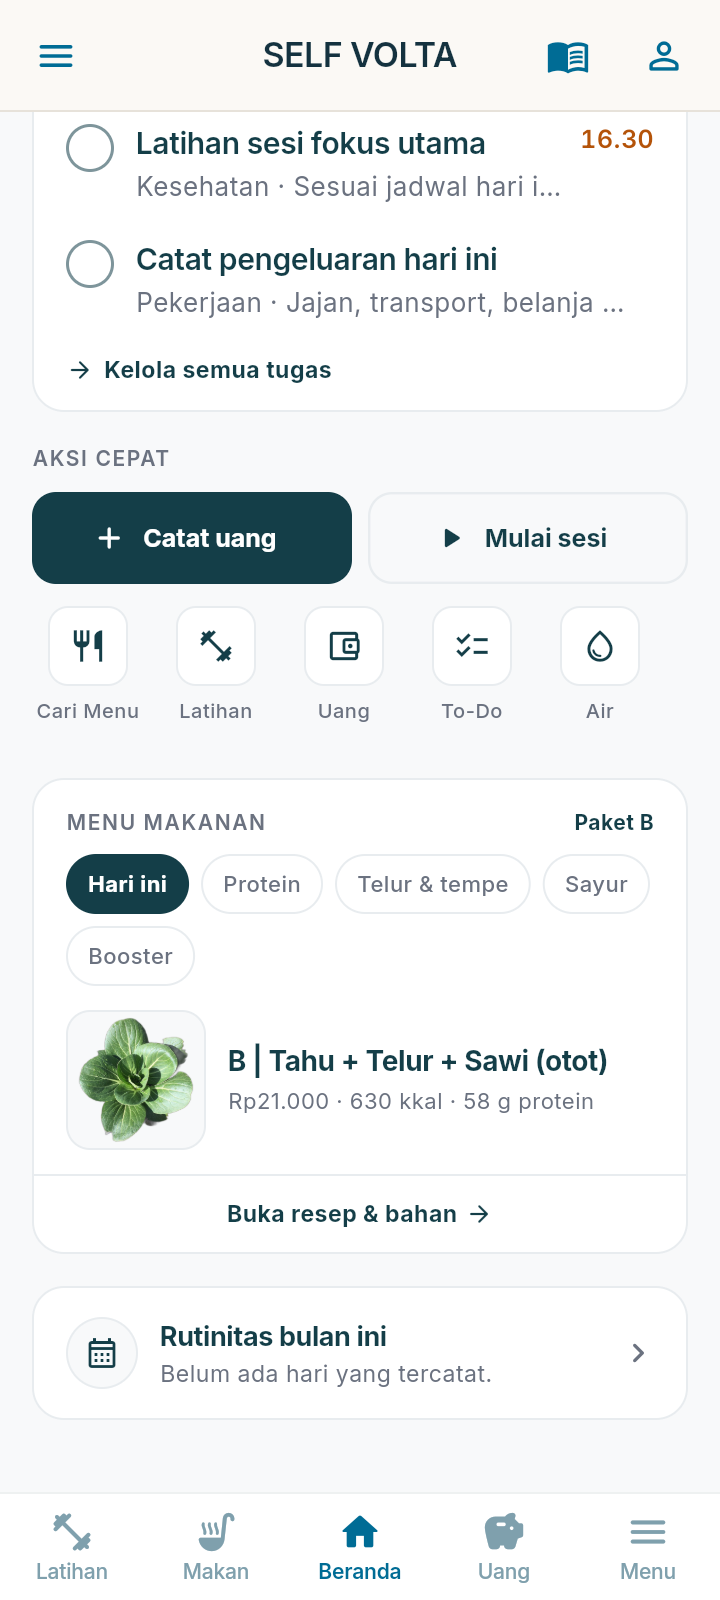 SELF VOLTA
Latihan sesi fokus utama
16.30
Kesehatan · Sesuai jadwal hari i...
Catat pengeluaran hari ini
Pekerjaan · Jajan, transport, belanja ...
Kelola semua tugas
AKSI CEPAT
Catat uang
Mulai sesi
Cari Menu
Latihan
Uang
To-Do
Air
MENU MAKANAN
Paket B
Hari ini
Protein
Telur & tempe
Sayur
Booster
B | Tahu + Telur + Sawi (otot)
Rp21.000 · 630 kkal · 58 g protein
Buka resep & bahan
Rutinitas bulan ini
Belum ada hari yang tercatat.
Latihan
Makan
Beranda
Uang
Menu